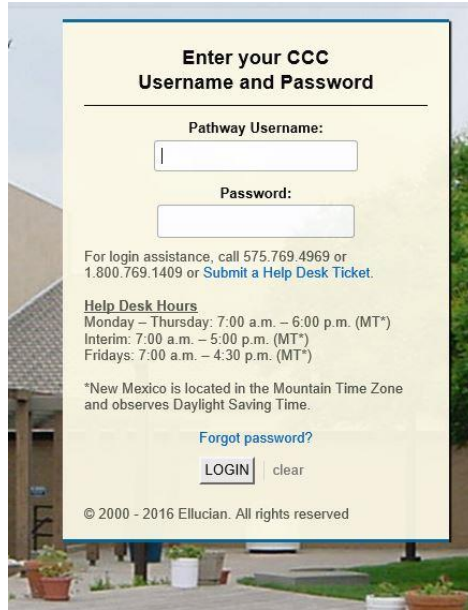 Enter your CCC
Username and Password
Pathway Username:
Password:
For login assistance, call 575.769.4969 or
1.800.769.1409 or Submit a Help Desk Ticket.
Help Desk Hours
Monday – Thursday: 7:00 a.m. – 6:00 p.m. (MT*)
Interim: 7:00 a.m. – 5:00 p.m. (MT*)
Fridays: 7:00 a.m. – 4:30 p.m. (MT*)
*New Mexico is located in the Mountain Time Zone
and observes Daylight Saving Time.
Forgot password?
LOGIN clear
© 2000 - 2016 Ellucian. All rights reserved